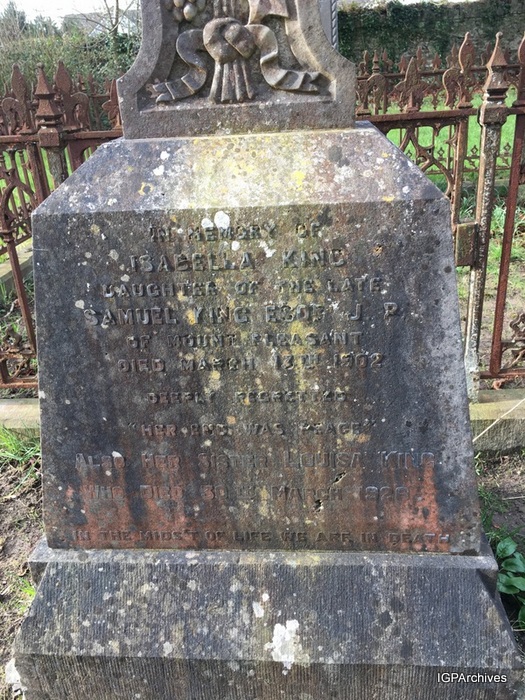 IN MEMORY OF
ISABELLA KING
DAUGHTER OF THE LATE
SAMUEL KING ESQR J. P.
OF MOUNT PLEASANT
DIED MARCH 13TH 1902
DEEPLY REGRETTED
"HER END WAS PEACE"
ALSO HER SISTER LOUISA KING
WHO DIED MARCH
IN THE MIDST OF LIFE WE ARE IN DEATH
IGPArchives